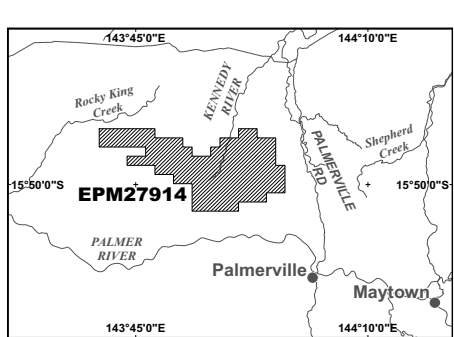 143°45'0"E
144°10'0"E
Rocky King
Creek
KENNEDY
RIVER
PALMERVILLE
RD
Shepherd
Creek
15°50'0"S
15°50'0"S
EPM27914
PALMER
RIVER
Palmerville
Maytown
143°45'0"E
144°10'0"E